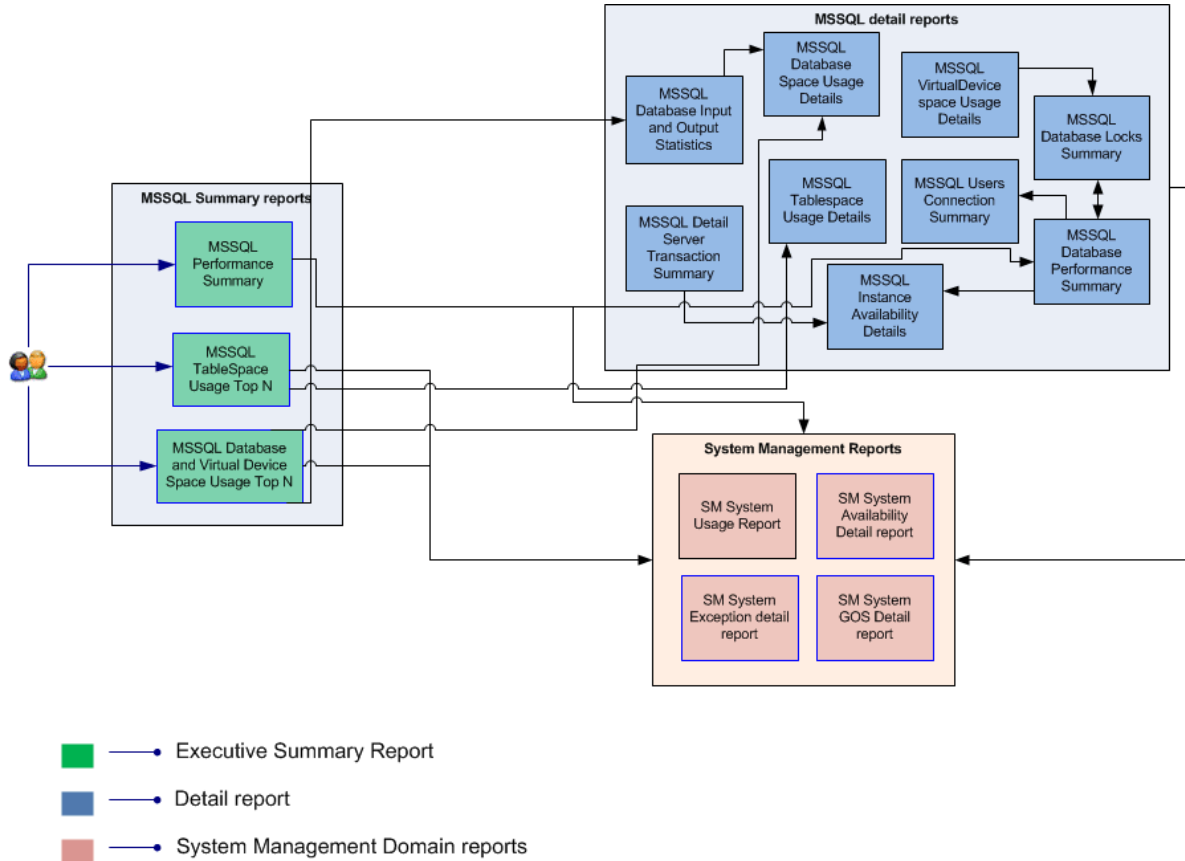 MSSQL detail reports
MSSQL
Database
Space Usage
Details
MSSQL
VirtualDevice
space Usage
Details
MSSQL
Database Input
and Output
Statistics
MSSQL
Database Locks
Summary
MSSQL
Tablespace
Usage Details
MSSQL Users
Connection
Summary
MSSQL Detail
Server
Transaction
Summary
MSSQL
Database
Performance
Summary
MSSQL
Instance
Availability
Details
MSSQL Summary reports
MSSQL
Performance
Summary
MSSQL
TableSpace
Usage Top N
MSSQL Database
and Virtual Device
Space Usage Top N
System Management Reports
SM System
Usage Report
SM System
Availability
Detail report
SM System
Exception detail
report
SM System
GOS Detail
report
Executive Summary Report
Detail report
System Management Domain reports